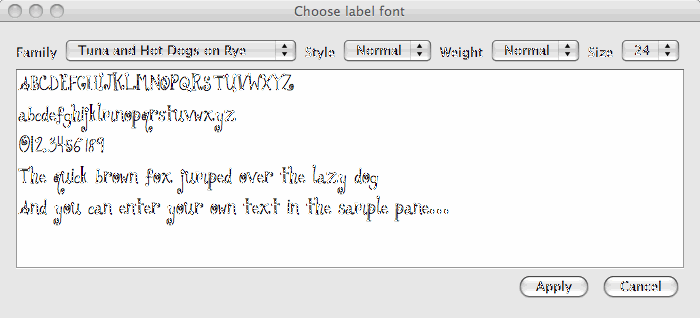 Choose label font
Family Tuna and Hot Dogs on Rye Style Normal Weight Normal Size 24
ABCDEFGHIJKLMNOPQRSTUVWXYZ
abcdefghijklmnopqrstuvwxyz
0123456789
The quick brown fox jumped over the lazy dog
And you can enter your own text in the sample pane...
Apply Cancel